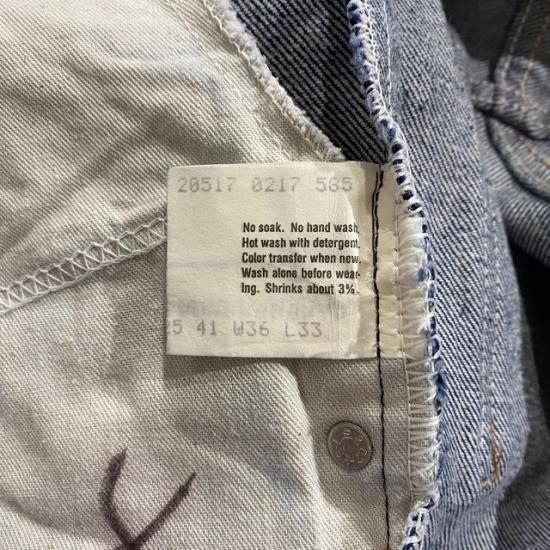 20517 0217 585
No soak. No hand wash.
Hot wash with detergent.
Color transfer when new.
Wash alone before wear-
ing. Shrinks about 3%.
25 41 W36 L33